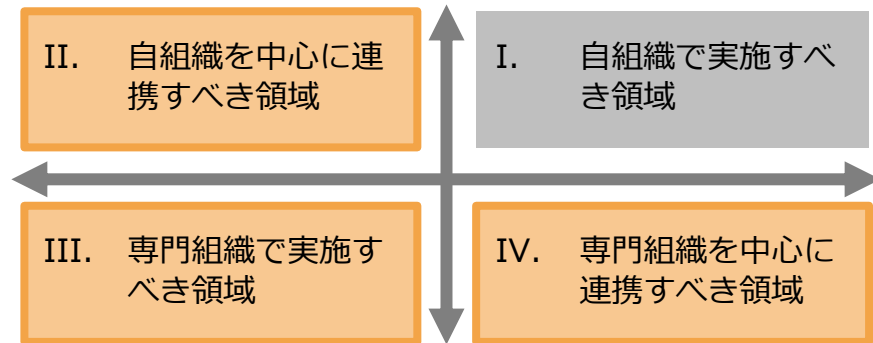 II. 自組織を中心に連
携すべき領域
I. 自組織で実施すべ
き領域
III. 専門組織で実施す
べき領域
IV. 専門組織を中心に
連携すべき領域